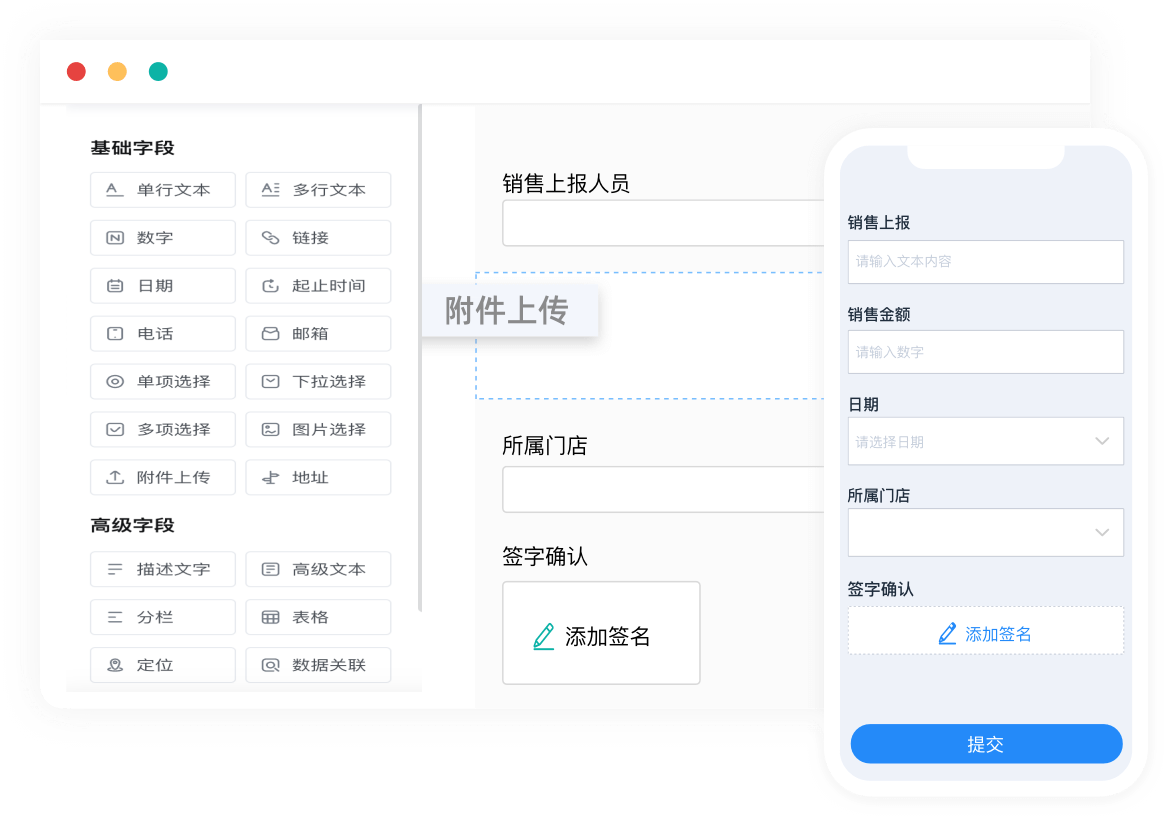 基础字段
单行文本
多行文本
数字
链接
日期
起止时间
电话
邮箱
单项选择
下拉选择
多项选择
图片选择
附件上传
地址
高级字段
描述文字
高级文本
分栏
表格
定位
数据关联
销售上报人员
附件上传
所属门店
签字确认
添加签名
销售上报
请输入文本内容
销售金额
请输入数字
日期
请选择日期
所属门店
签字确认
添加签名
提交